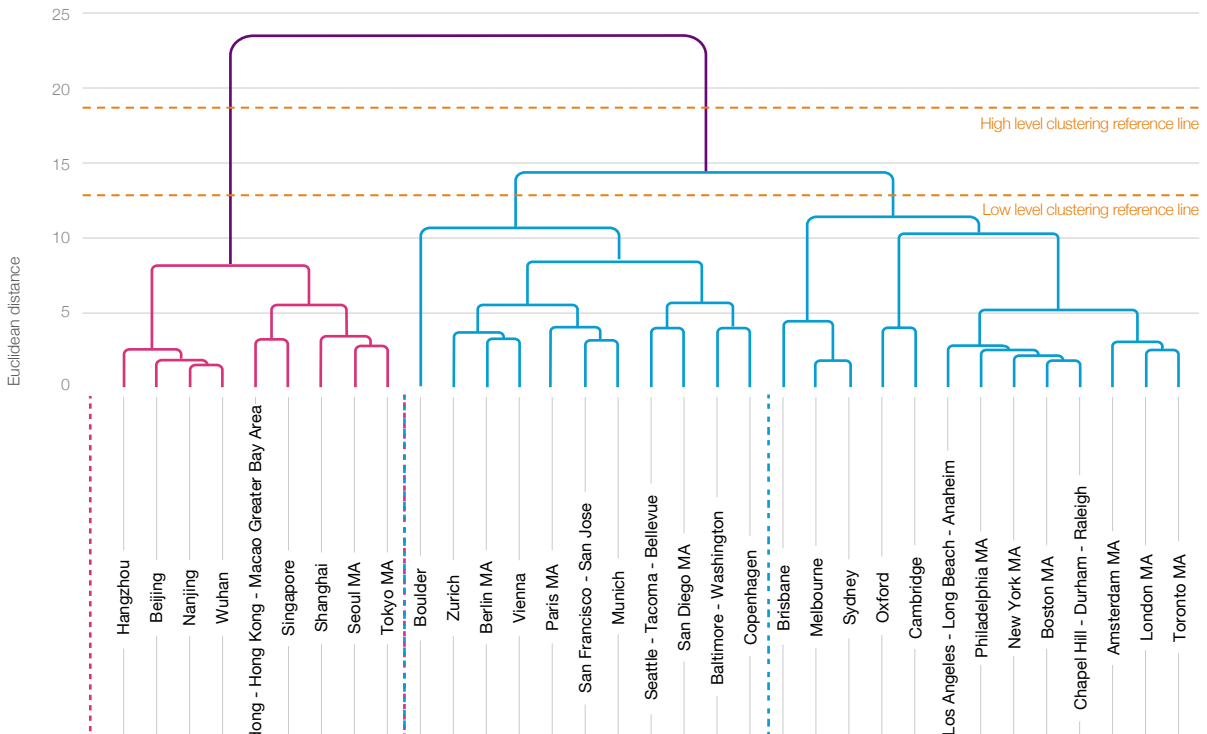 25
20
High level clustering reference line
15
Low level clustering reference line
10
5
0
Euclidean distance
Hangzhou
Beijing
Nanjing
Wuhan
- Hong Kong - Macao Greater Bay Area
Singapore
Shanghai
Seoul MA
Tokyo MA
Boulder
Zurich
Berlin MA
Vienna
Paris MA
San Francisco - San Jose
Munich
Seattle - Tacoma - Bellevue
San Diego MA
Baltimore - Washington
Copenhagen
Brisbane
Melbourne
Sydney
Oxford
Cambridge
Los Angeles - Long Beach - Anaheim
Philadelphia MA
New York MA
Boston MA
Chapel Hill - Durham - Raleigh
Amsterdam MA
London MA
Toronto MA